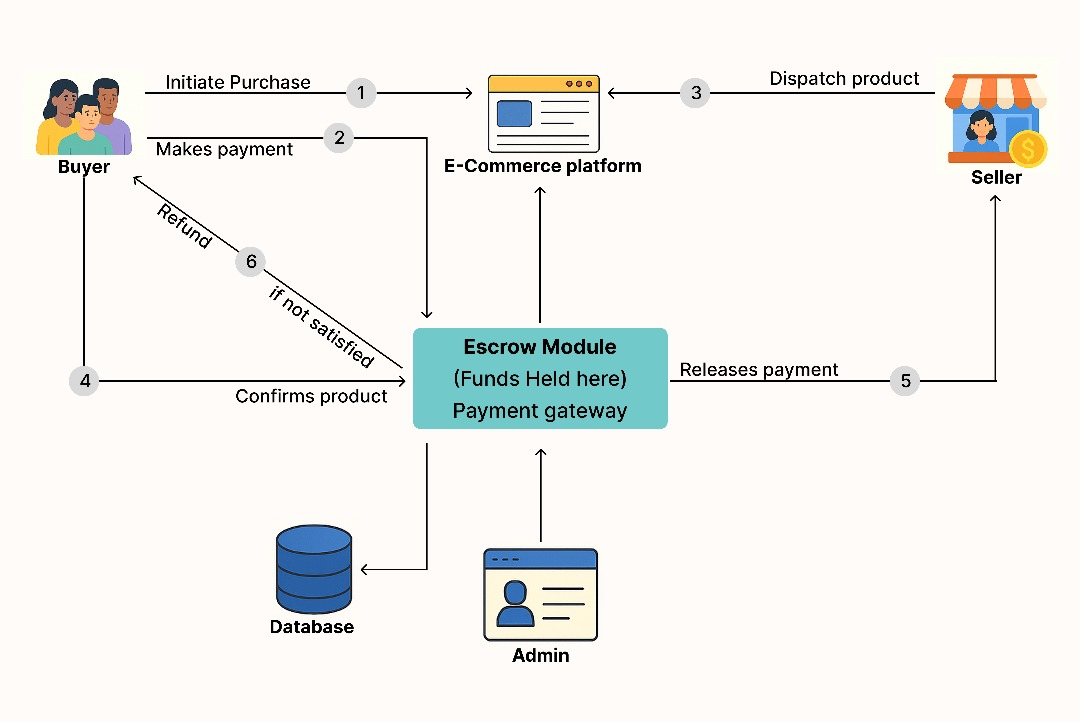 Initiate Purchase
1
3
Dispatch product
2
Makes payment
Buyer
E-Commerce platform
$
Seller
Refund
6
if not satisfied
Escrow Module
(Funds Held here)
Payment gateway
4
Confirms product
Releases payment
5
Database
Admin